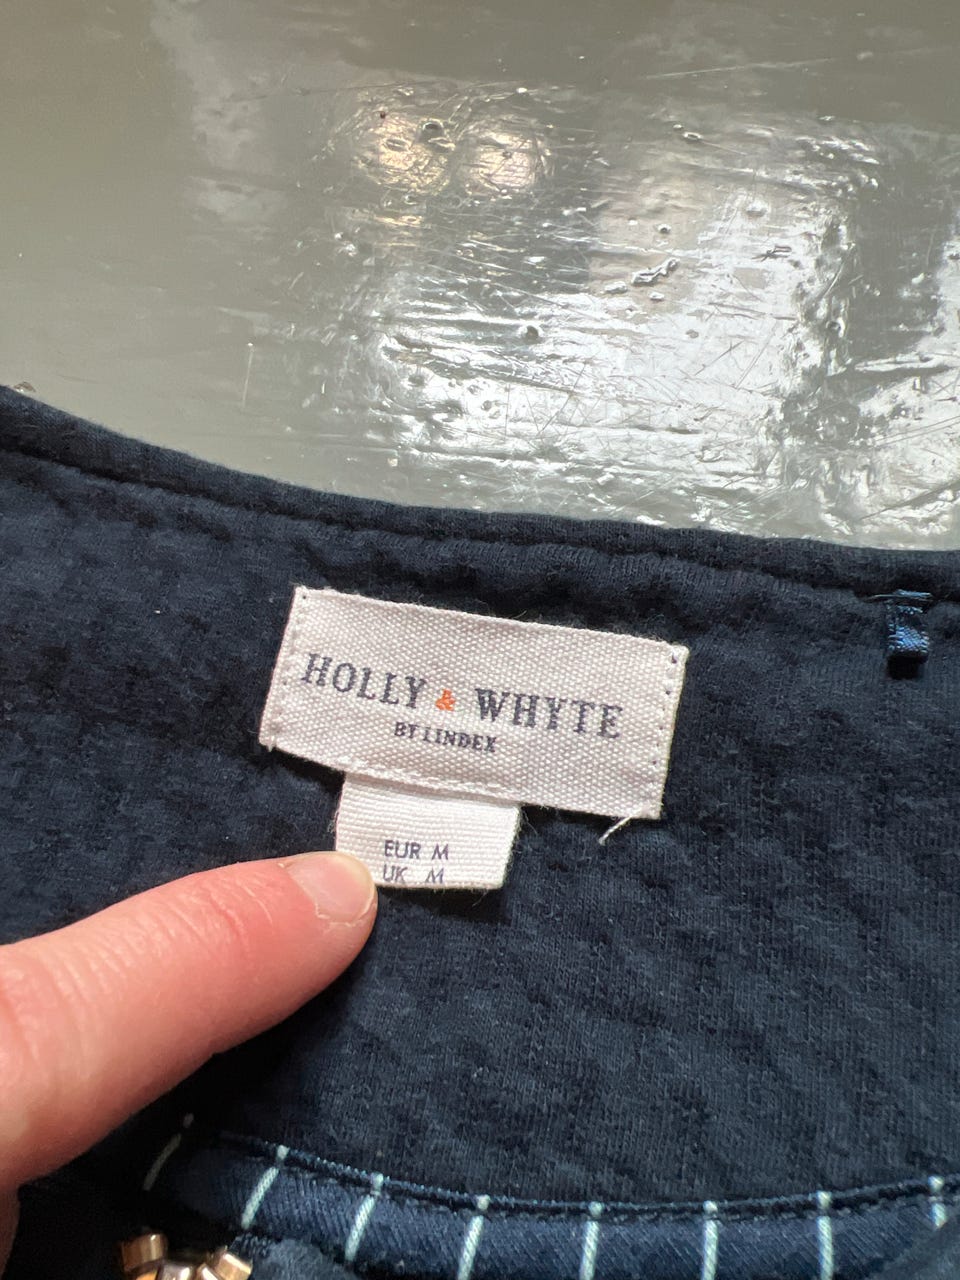 HOLLY & WHYTE
BY LINDEX
EUR M
UK M